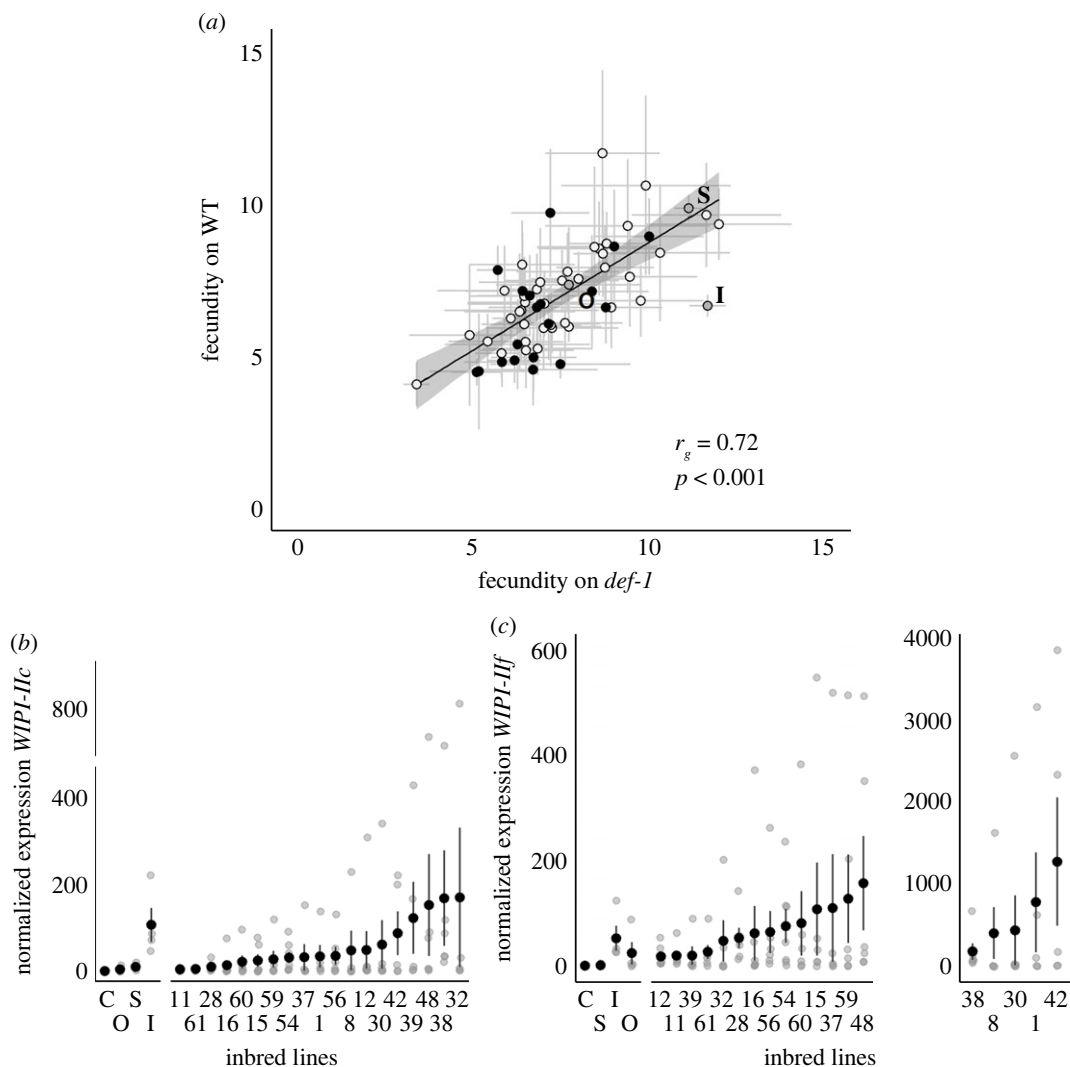 (a)
15
10
5
0
fecundity on WT
S
O
I
r_g = 0.72
p < 0.001
0 5 10 15
fecundity on def-1
(b)
normalized expression WIPI-IIc
800
400
200
0
C S 11 28 60 59 37 56 12 42 48 32
O I 61 16 15 54 1 8 30 39 38
inbred lines
(c)
normalized expression WIPI-IIf
600
400
200
0
C I 12 39 32 16 54 15 59
S O 11 61 28 56 60 37 48
4000
3000
2000
1000
0
38 30 42
8 1
inbred lines